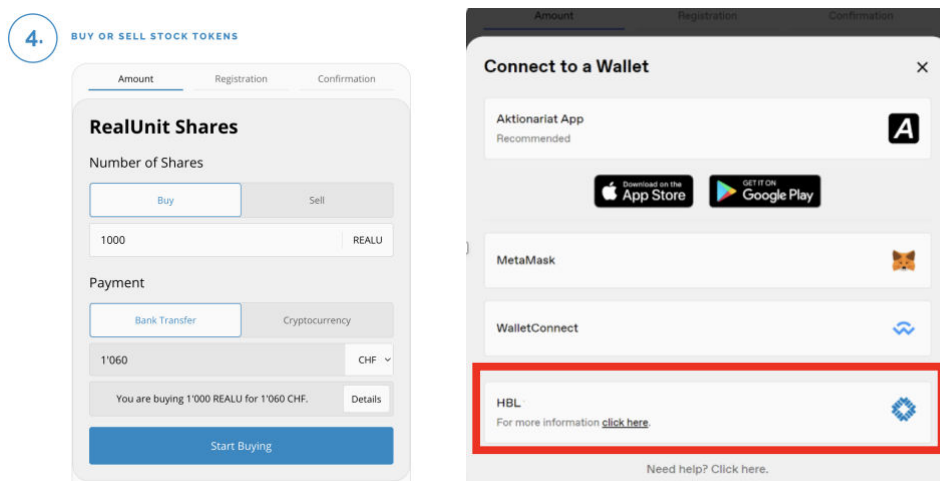 4.
BUY OR SELL STOCK TOKENS
Amount Registration Confirmation
RealUnit Shares
Number of Shares
Buy Sell
1000 REALU
Payment
Bank Transfer Cryptocurrency
1'060 CHF
You are buying 1'000 REALU for 1'060 CHF. Details
Start Buying
Amount Registration Confirmation
Connect to a Wallet
Aktionariat App
Recommended
A
Download on the
App Store
GET IT ON
Google Play
MetaMask
WalletConnect
HBL
For more information click here.
Need help? Click here.